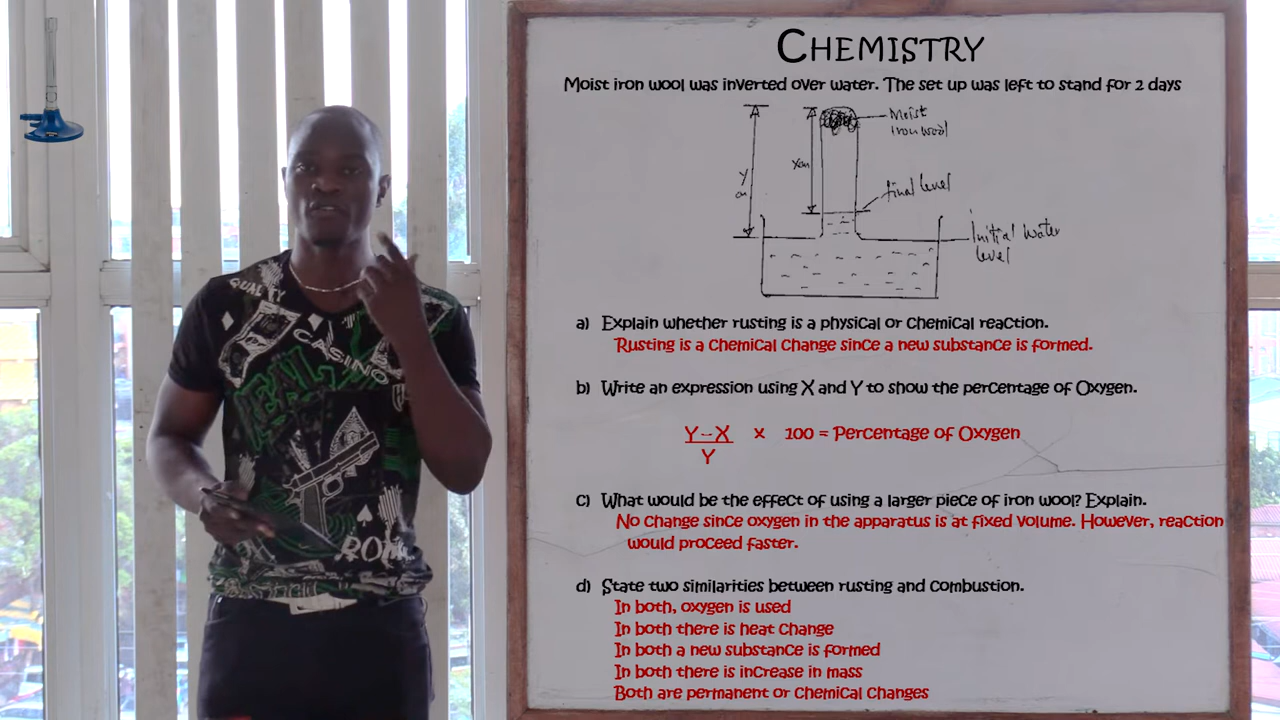 CHEMISTRY
Moist iron wool was inverted over water. The set up was left to stand for 2 days
Moist
iron wool
Y
cm
Xcm
final level
Initial Water
level
a) Explain whether rusting is a physical or chemical reaction.
Rusting is a chemical change since a new substance is formed.
b) Write an expression using X and Y to show the percentage of Oxygen.
Y-X
x 100 = Percentage of Oxygen
Y
c) What would be the effect of using a larger piece of iron wool? Explain.
No change since oxygen in the apparatus is at fixed volume. However, reaction
would proceed faster.
d) State two similarities between rusting and combustion.
In both, oxygen is used
In both there is heat change
In both a new substance is formed
In both there is increase in mass
Both are permanent or chemical changes
QUALITY
CASINO
REAL